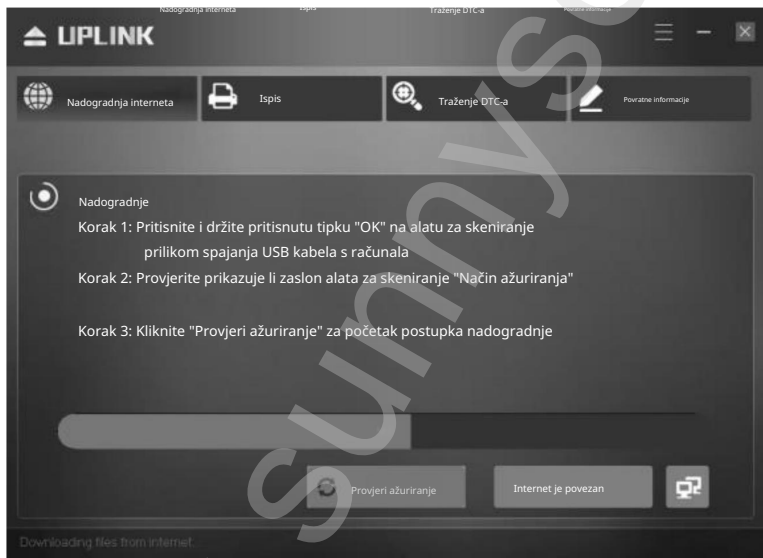 Nadogradnja interneta Ispis Traženje DTC-a Povratne informacije
UPLINK
Nadogradnja interneta Ispis Traženje DTC-a Povratne informacije
Nadogradnje
Korak 1: Pritisnite i držite pritisnutu tipku "OK" na alatu za skeniranje
prilikom spajanja USB kabela s računala
Korak 2: Provjerite prikazuje li zaslon alata za skeniranje "Način ažuriranja"
Korak 3: Kliknite "Provjeri ažuriranje" za početak postupka nadogradnje
Provjeri ažuriranje Internet je povezan
Downloading files from internet.